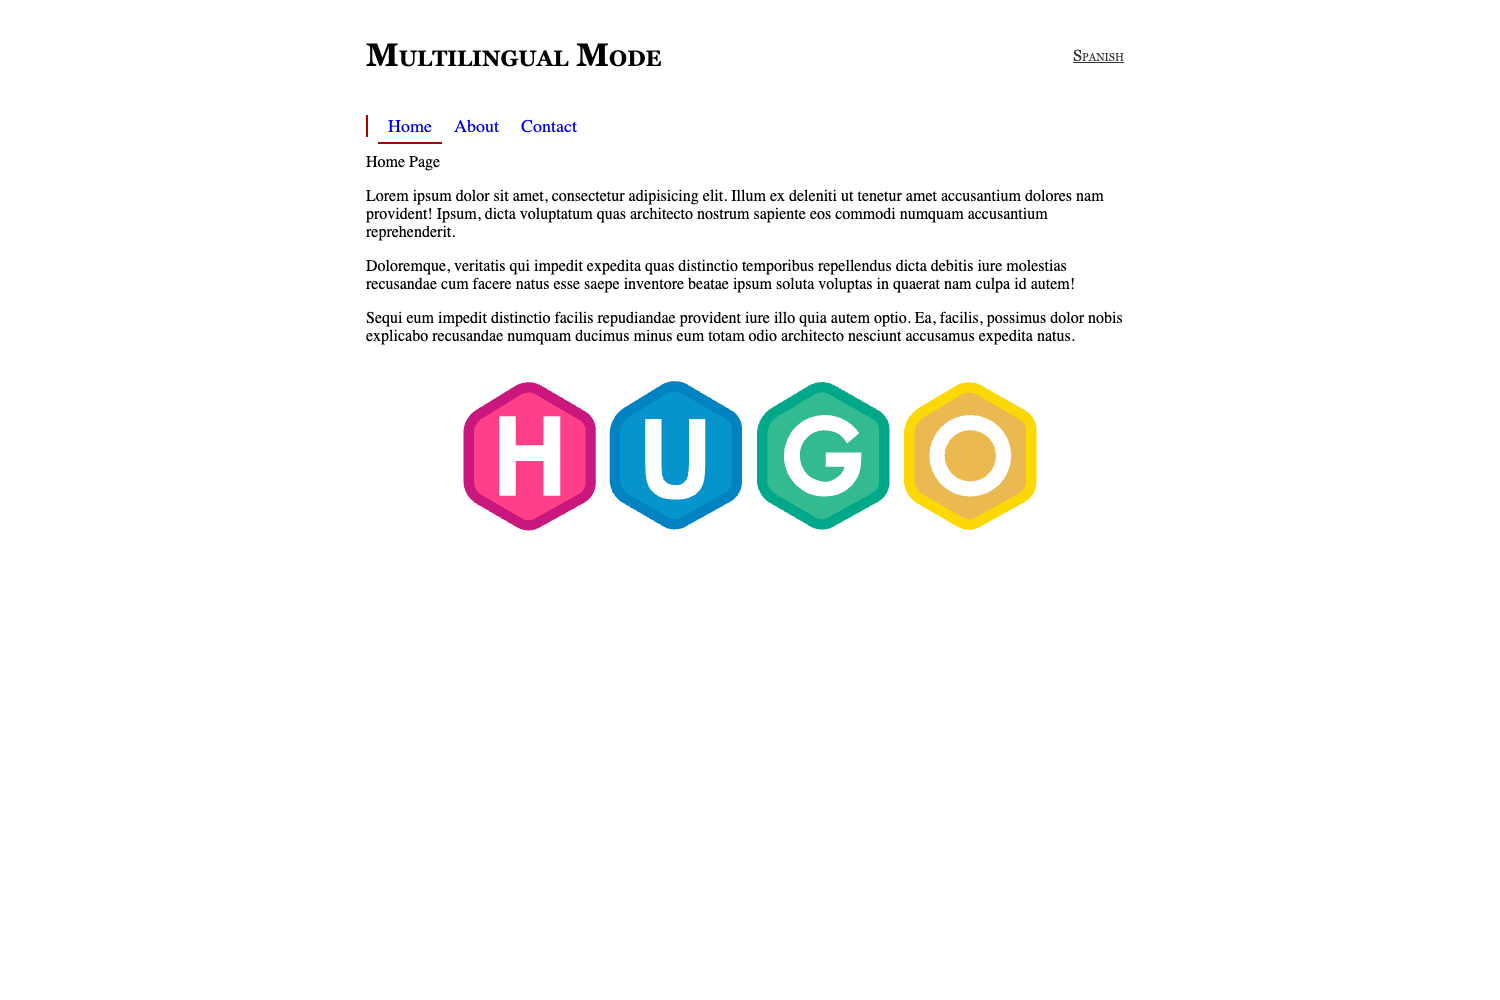 Multilingual Mode
Spanish
Home About Contact
Home Page
Lorem ipsum dolor sit amet, consectetur adipisicing elit. Illum ex deleniti ut tenetur amet accusantium dolores nam
provident! Ipsum, dicta voluptatum quas architecto nostrum sapiente eos commodi numquam accusantium
reprehenderit.
Doloremque, veritatis qui impedit expedita quas distinctio temporibus repellendus dicta debitis iure molestias
recusandae cum facere natus esse saepe inventore beatae ipsum soluta voluptas in quaerat nam culpa id autem!
Sequi eum impedit distinctio facilis repudiandae provident iure illo quia autem optio. Ea, facilis, possimus dolor nobis
explicabo recusandae numquam ducimus minus eum totam odio architecto nesciunt accusamus expedita natus.
HUGO